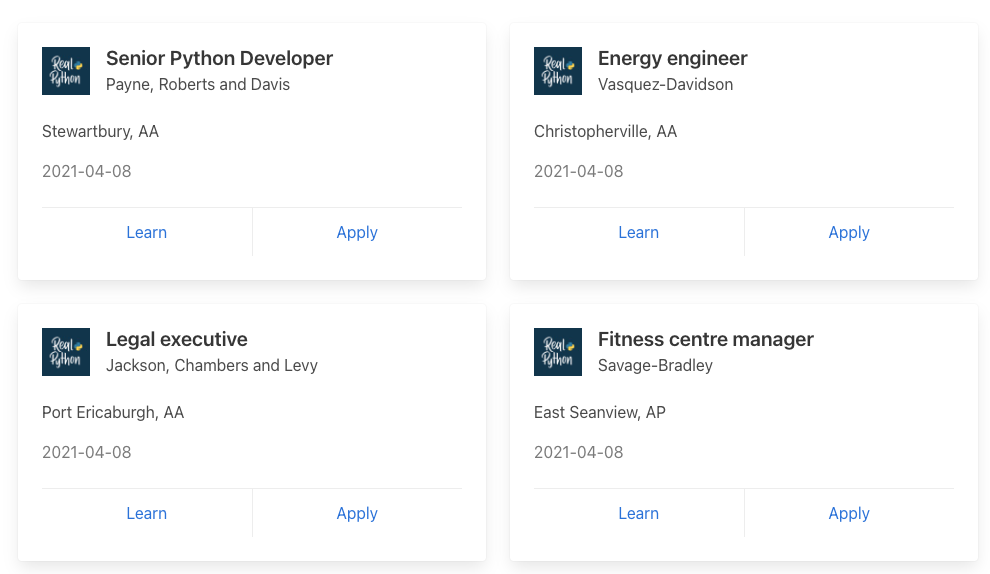 Real Python
Senior Python Developer
Payne, Roberts and Davis
Stewartbury, AA
2021-04-08
Learn
Apply
Real Python
Energy engineer
Vasquez-Davidson
Christopherville, AA
2021-04-08
Learn
Apply
Real Python
Legal executive
Jackson, Chambers and Levy
Port Ericaburgh, AA
2021-04-08
Learn
Apply
Real Python
Fitness centre manager
Savage-Bradley
East Seanview, AP
2021-04-08
Learn
Apply